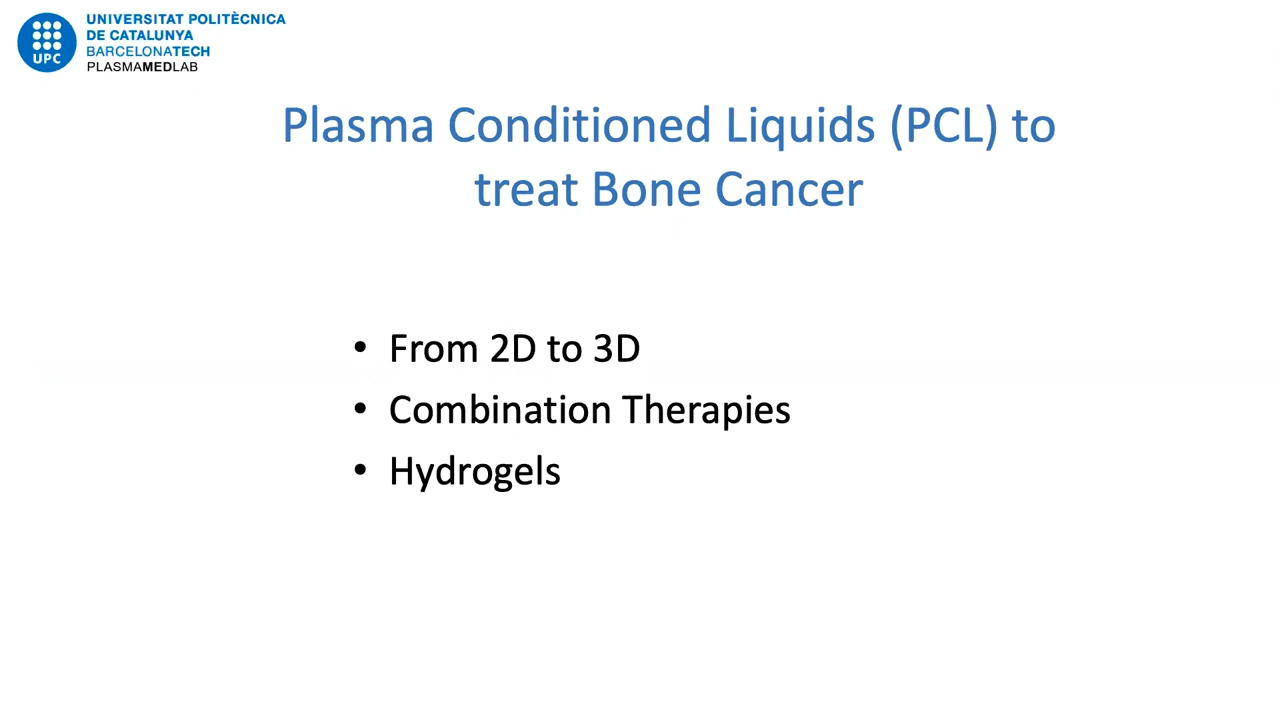 UNIVERSITAT POLITÈCNICA
DE CATALUNYA
BARCELONATECH
UPC
PLASMAMEDLAB
Plasma Conditioned Liquids (PCL) to
treat Bone Cancer
• From 2D to 3D
• Combination Therapies
• Hydrogels